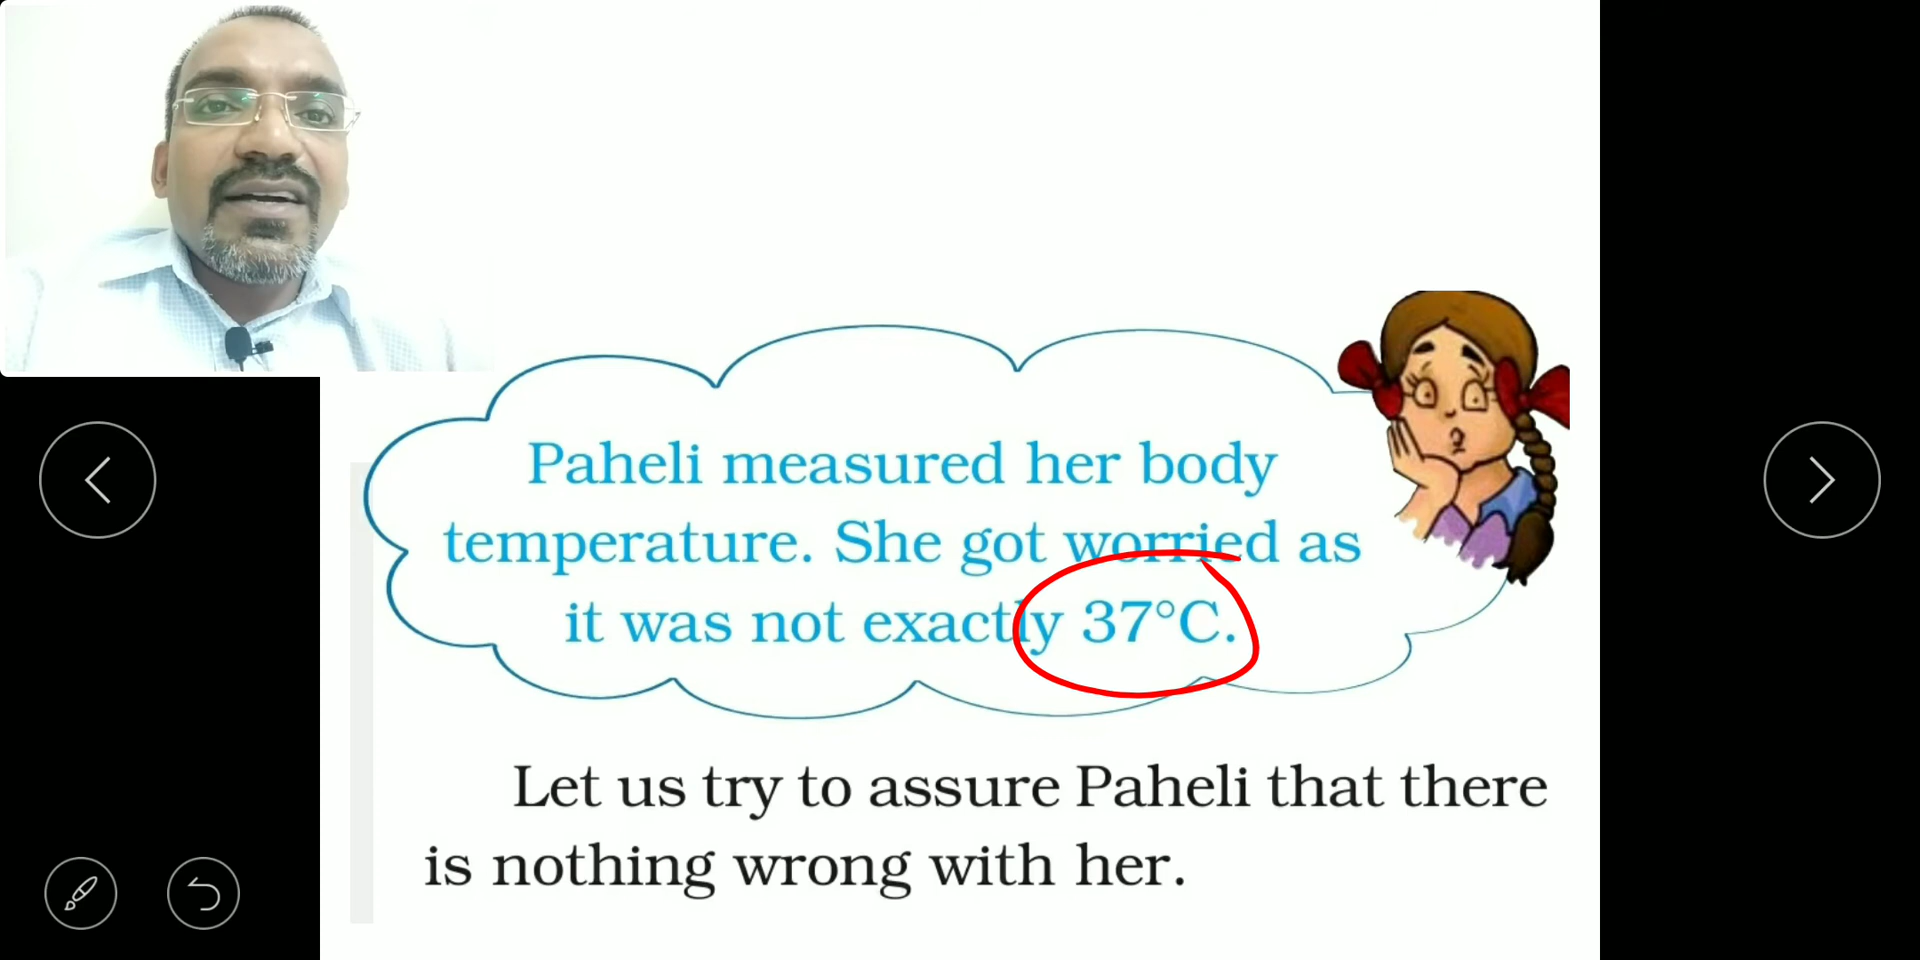 Paheli measured her body
temperature. She got worried as
it was not exactly 37°C.
Let us try to assure Paheli that there
is nothing wrong with her.